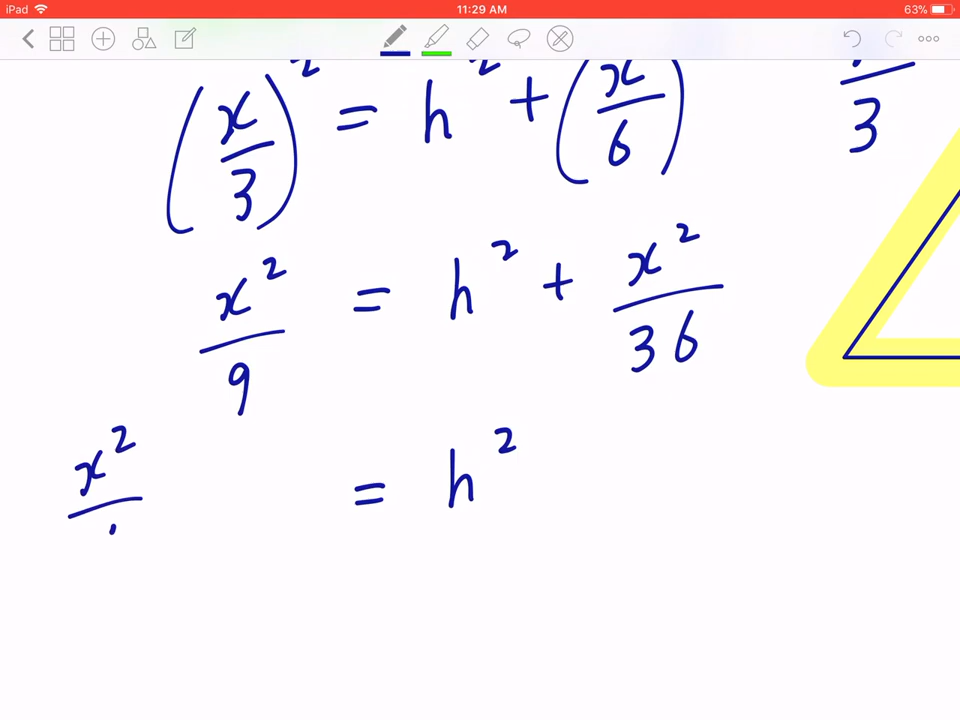 iPad 11:29 AM 63%
(x/3)² = h² + (x/6)
3
x²/9 = h² + x²/36
x² = h²